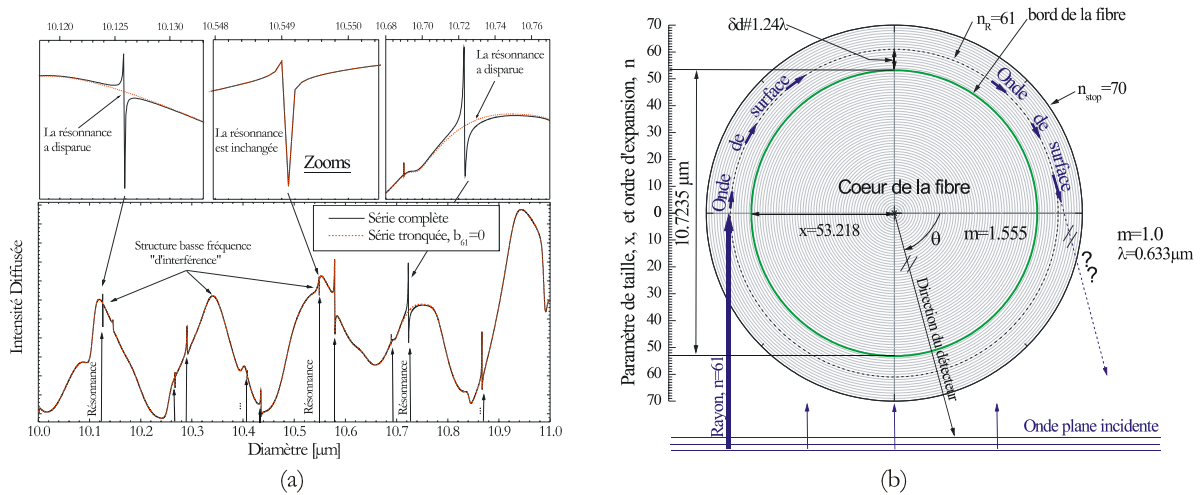 10.120 10.125 10.130
10.548 10.549 10.550
10.68 10.70 10.72 10.74 10.76
La résonnance
a disparue
La résonnance
est inchangée
Zooms
La résonnance
a disparue
Série complète
Série tronquée, b61=0
Structure basse fréquence
"d'interférence"
Intensité Diffusée
Résonnance
...
Résonnance
Résonnance
...
10.0 10.1 10.2 10.3 10.4 10.5 10.6 10.7 10.8 10.9 11.0
Diamètre [µm]
(a)
Paramètre de taille, x, et ordre d'expansion, n
70
60
50
40
30
20
10
0
10
20
30
40
50
60
70
δd#1.24λ
nR=61
bord de la fibre
nstop=70
Onde de surface
Onde de surface
10.7235 µm
Coeur de la fibre
x=53.218
θ
m=1.555
m=1.0
λ=0.633µm
?
?
Direction du détecteur
Rayon, n=61
Onde plane incidente
(b)